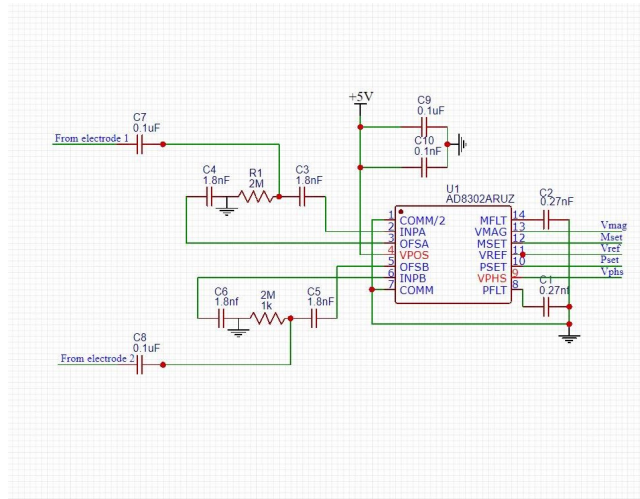 +5V
C9
0.1uF
C7
0.1uF
From electrode 1
C10
0.1nF
C4
1.8nF
R1
2M
C3
1.8nF
U1
AD8302ARUZ
C2
0.27nF
1 COMM/2 MFLT 14
2 INPA VMAG 13 Vmag
3 OFSA MSET 12 Mset
4 VPOS VREF 11 Vref
5 OFSB PSET 10 Pset
6 INPB VPHS 9 Vphs
7 COMM PFLT 8
C1
0.27nf
C6
1.8nf
2M
1k
C5
1.8nF
C8
0.1uF
From electrode 2